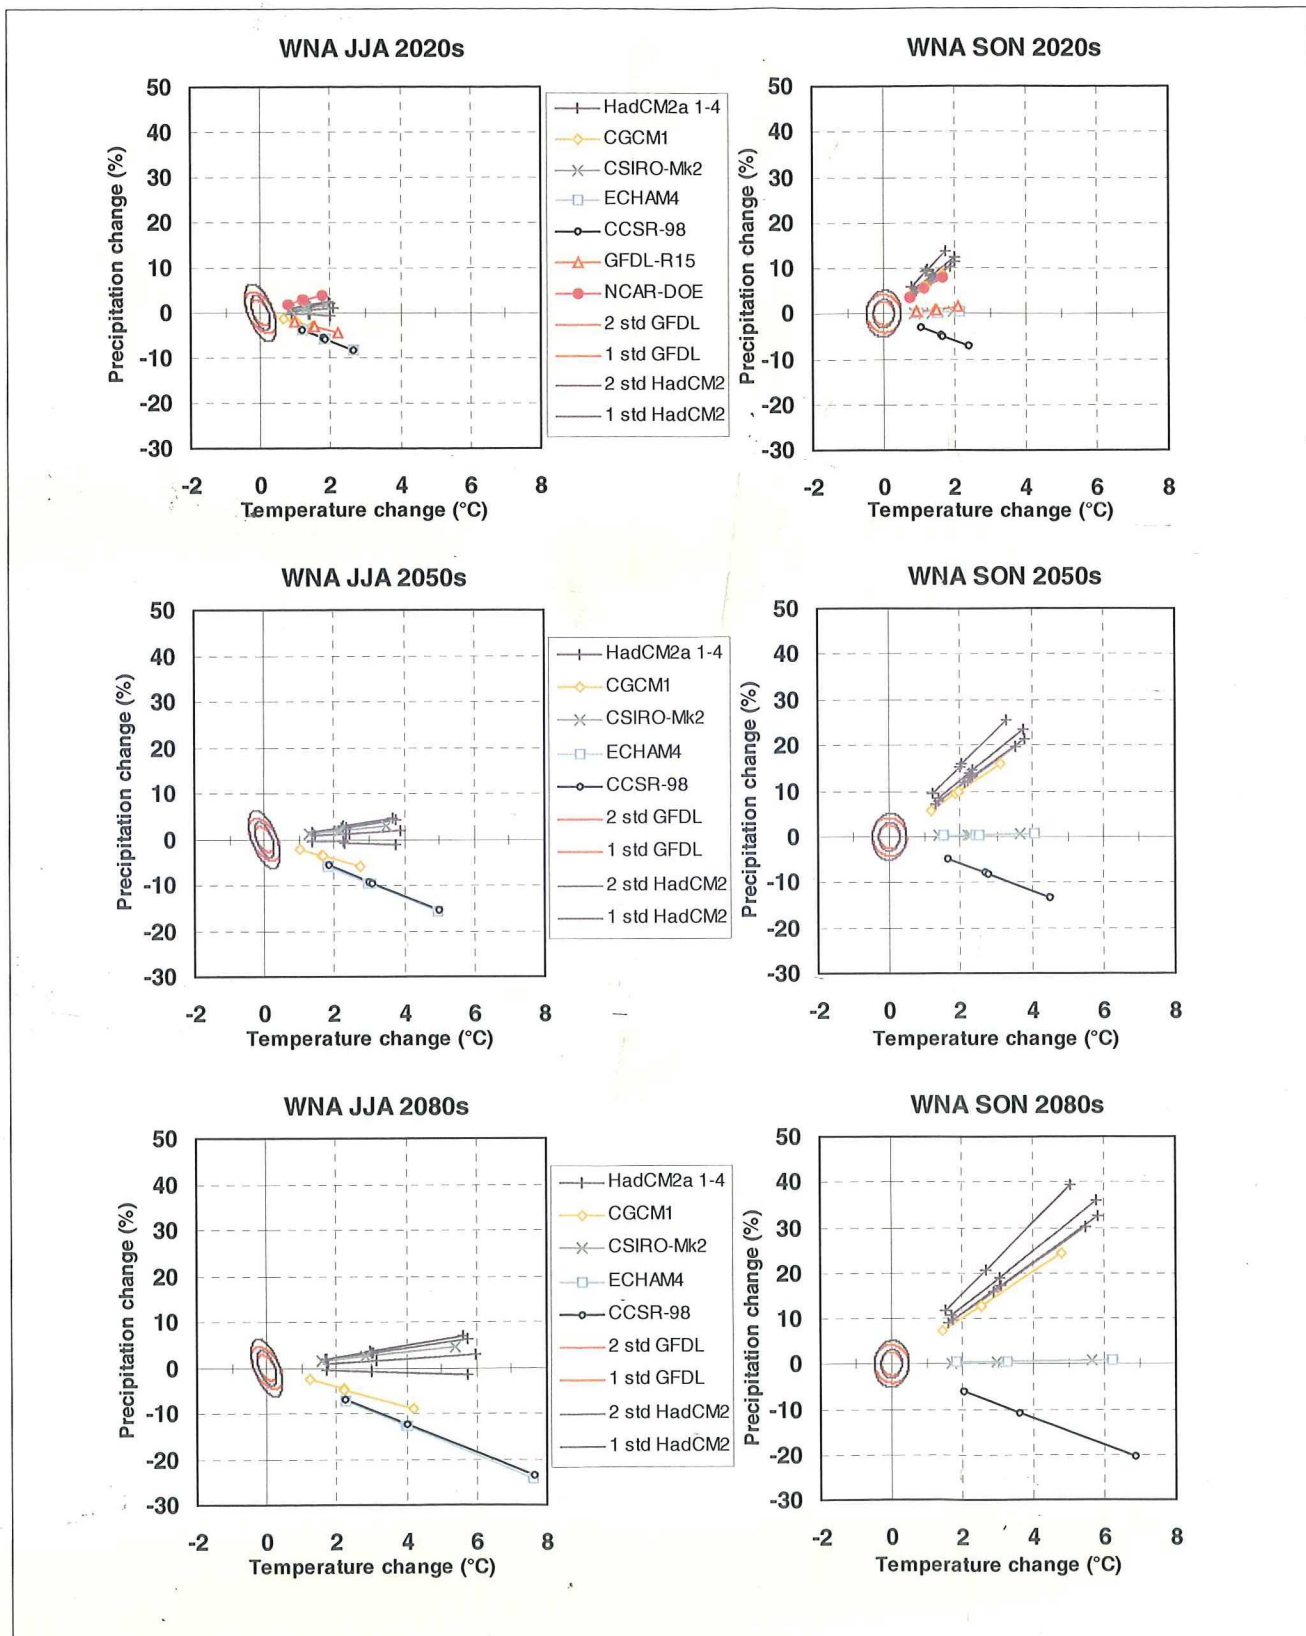 WNA JJA 2020s
Precipitation change (%)
50
40
30
20
10
0
-10
-20
-30
-2 0 2 4 6 8
Temperature change (°C)
HadCM2a 1-4
CGCM1
CSIRO-Mk2
ECHAM4
CCSR-98
GFDL-R15
NCAR-DOE
2 std GFDL
1 std GFDL
2 std HadCM2
1 std HadCM2
WNA SON 2020s
Precipitation change (%)
50
40
30
20
10
0
-10
-20
-30
-2 0 2 4 6 8
Temperature change (°C)
WNA JJA 2050s
Precipitation change (%)
50
40
30
20
10
0
-10
-20
-30
-2 0 2 4 6 8
Temperature change (°C)
HadCM2a 1-4
CGCM1
CSIRO-Mk2
ECHAM4
CCSR-98
2 std GFDL
1 std GFDL
2 std HadCM2
1 std HadCM2
WNA SON 2050s
Precipitation change (%)
50
40
30
20
10
0
-10
-20
-30
-2 0 2 4 6 8
Temperature change (°C)
WNA JJA 2080s
Precipitation change (%)
50
40
30
20
10
0
-10
-20
-30
-2 0 2 4 6 8
Temperature change (°C)
HadCM2a 1-4
CGCM1
CSIRO-Mk2
ECHAM4
CCSR-98
2 std GFDL
1 std GFDL
2 std HadCM2
1 std HadCM2
WNA SON 2080s
Precipitation change (%)
50
40
30
20
10
0
-10
-20
-30
-2 0 2 4 6 8
Temperature change (°C)